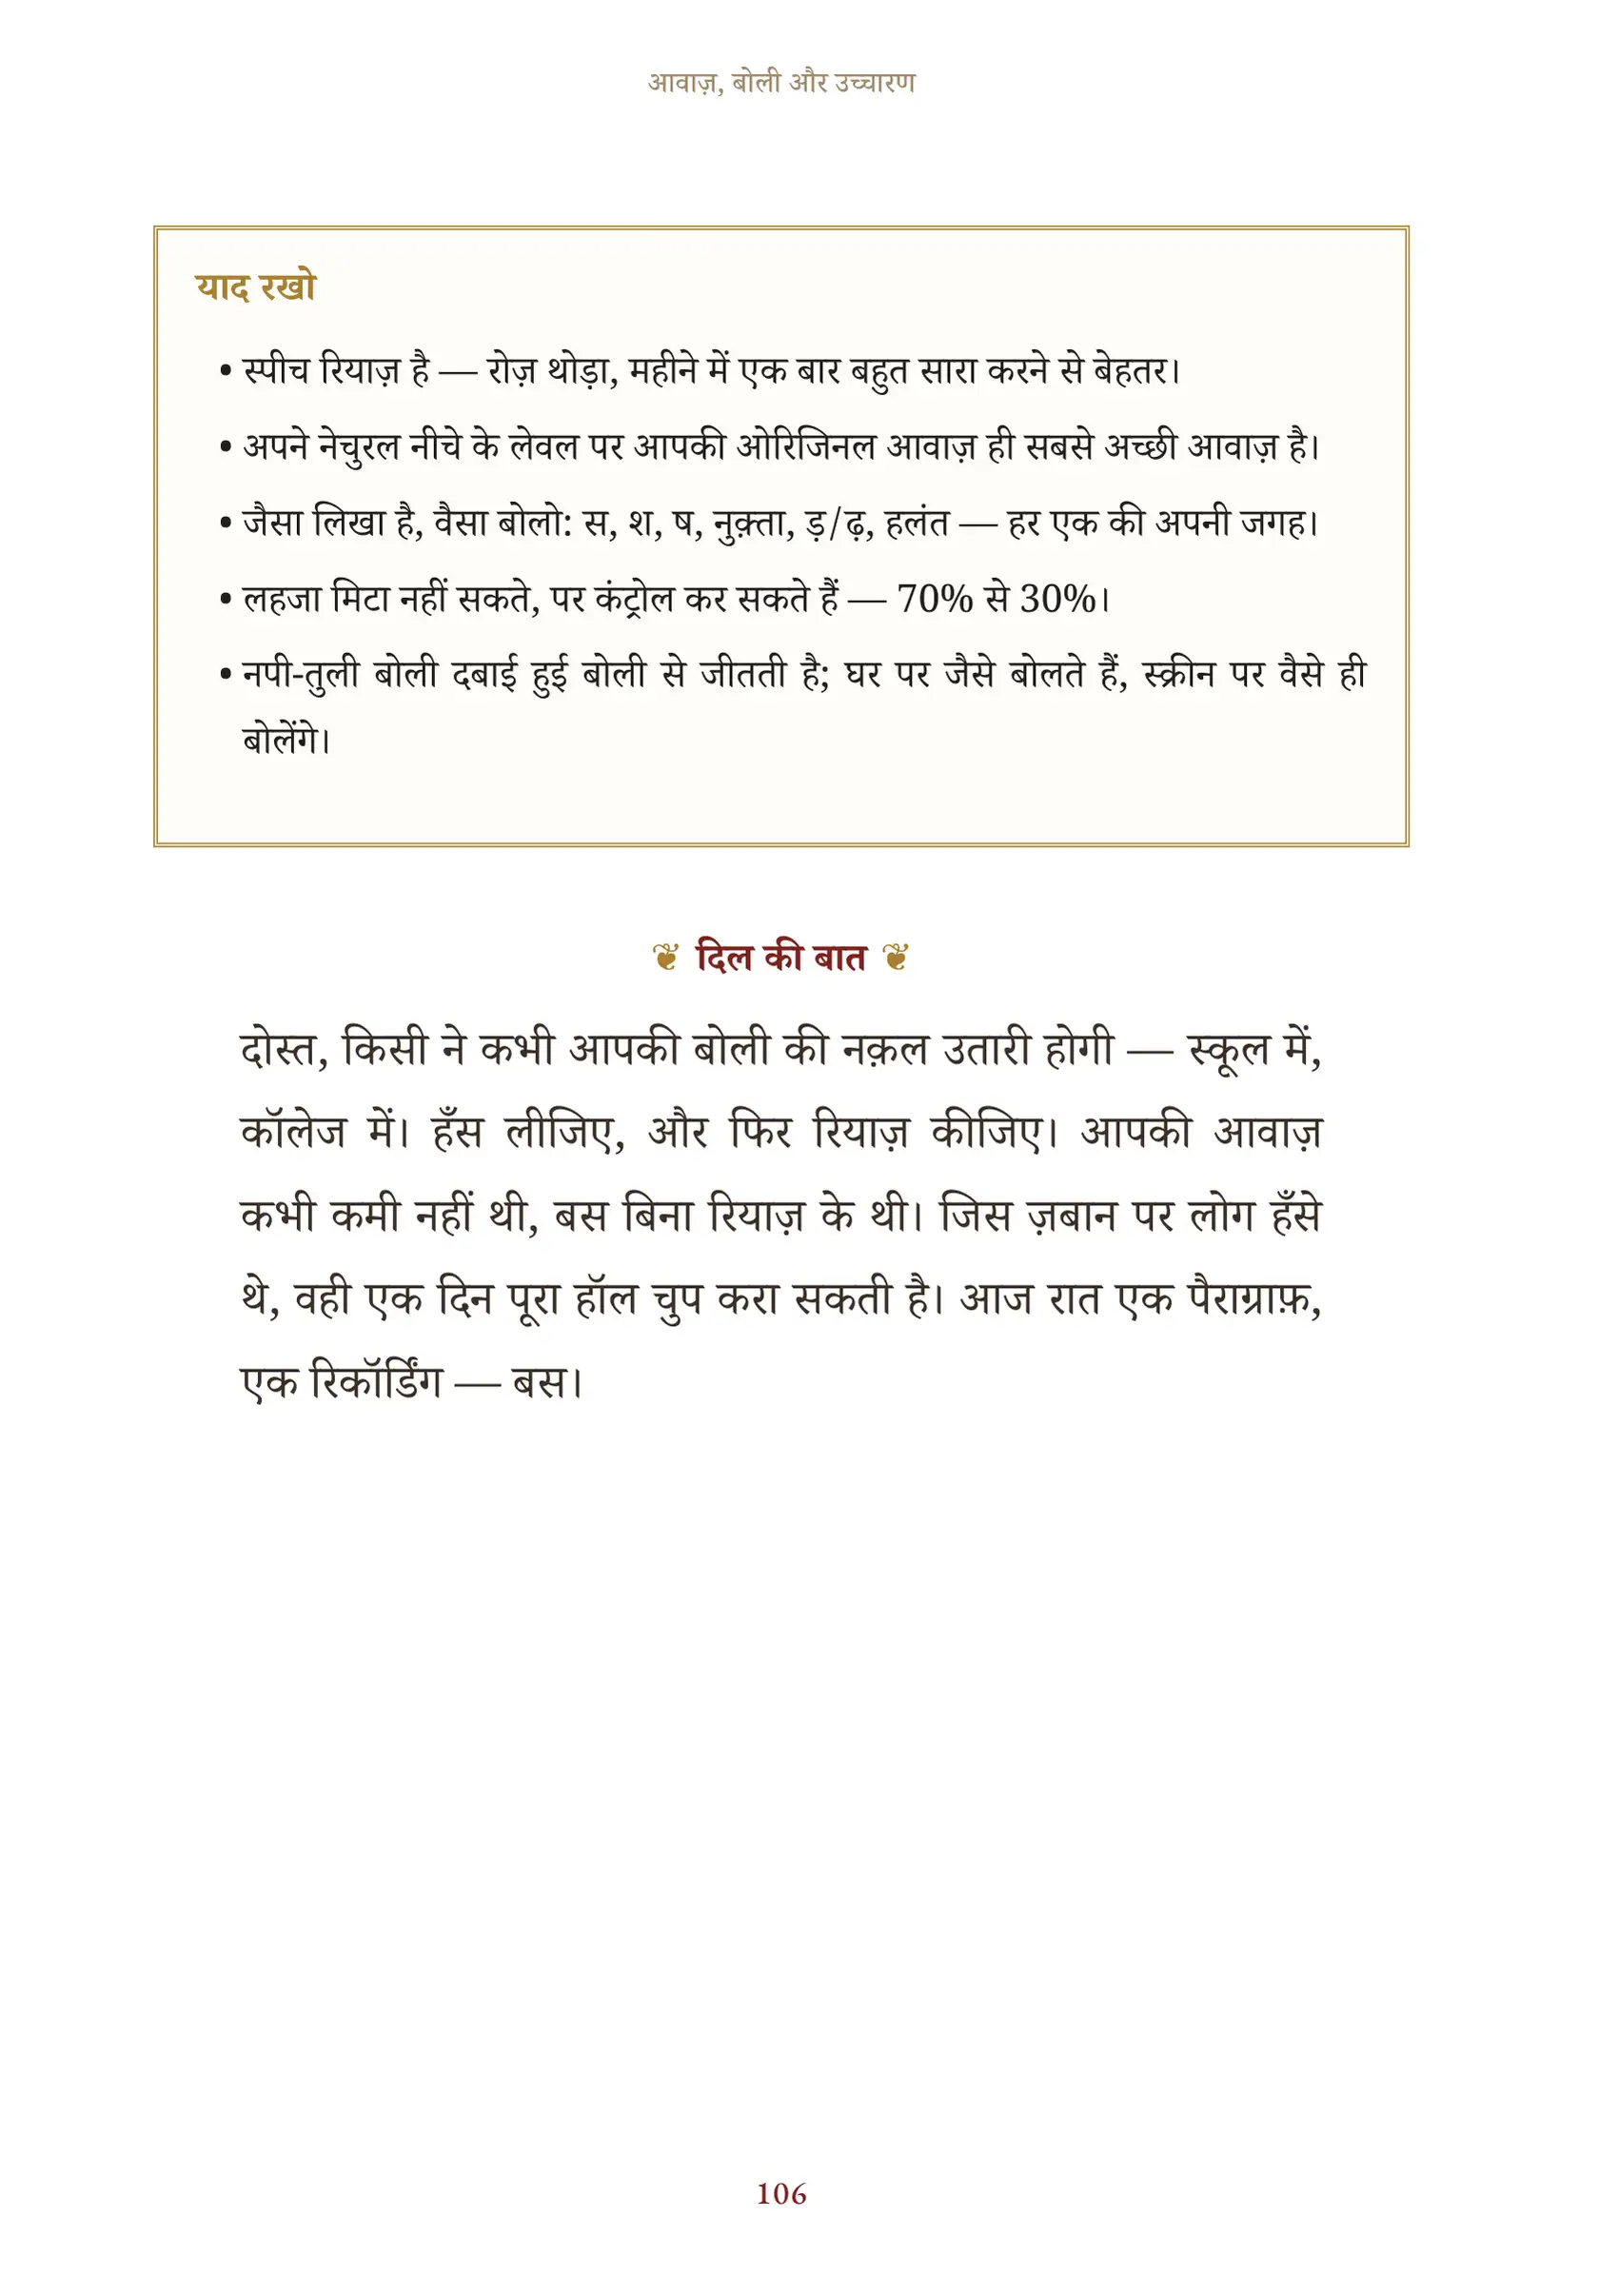 आवाज़, बोली और उच्चारण
याद रखो
• स्पीच रियाज़ है — रोज़ थोड़ा, महीने में एक बार बहुत सारा करने से बेहतर।
• अपने नेचुरल नीचे के लेवल पर आपकी ओरिजिनल आवाज़ ही सबसे अच्छी आवाज़ है।
• जैसा लिखा है, वैसा बोलो: स, श, ष, नुक़्ता, ड़/ढ़, हलंत — हर एक की अपनी जगह।
• लहजा मिटा नहीं सकते, पर कंट्रोल कर सकते हैं — 70% से 30%।
• नपी-तुली बोली दबाई हुई बोली से जीतती है; घर पर जैसे बोलते हैं, स्क्रीन पर वैसे ही
बोलेंगे।
❦ दिल की बात ❦
दोस्त, किसी ने कभी आपकी बोली की नक़ल उतारी होगी — स्कूल में,
कॉलेज में। हँस लीजिए, और फिर रियाज़ कीजिए। आपकी आवाज़
कभी कमी नहीं थी, बस बिना रियाज़ के थी। जिस ज़बान पर लोग हँसे
थे, वही एक दिन पूरा हॉल चुप करा सकती है। आज रात एक पैराग्राफ़,
एक रिकॉर्डिंग — बस।
106